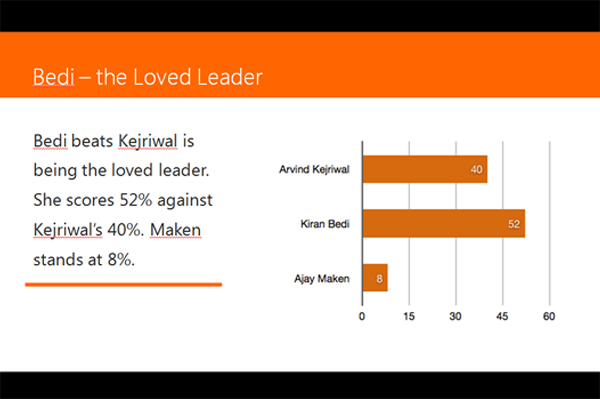 Bedi – the Loved Leader
Bedi beats Kejriwal is
being the loved leader.
She scores 52% against
Kejriwal's 40%. Maken
stands at 8%.
Arvind Kejriwal 40
Kiran Bedi 52
Ajay Maken 8
0 15 30 45 60